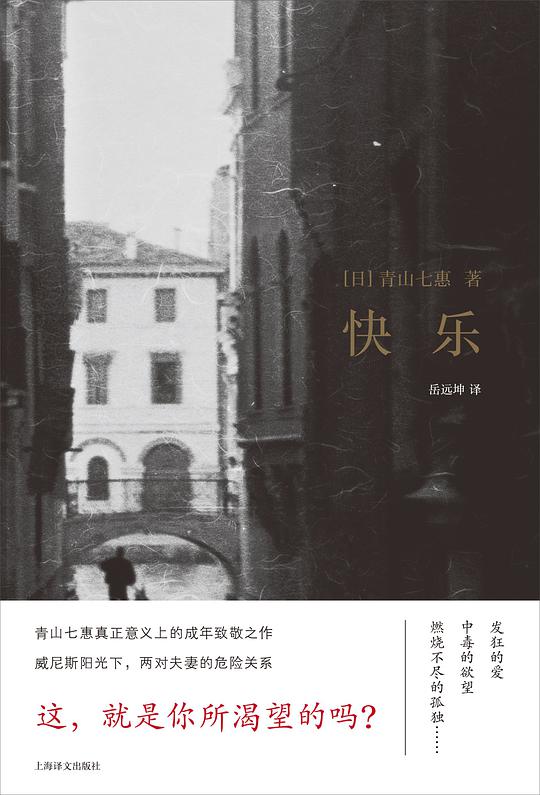 [日] 青山七惠 著
快 乐
岳远坤 译
青山七惠真正意义上的成年致敬之作
威尼斯阳光下，两对夫妻的危险关系
这，就是你所渴望的吗？
发狂的爱
中毒的欲望
燃烧不尽的孤独……
上海译文出版社